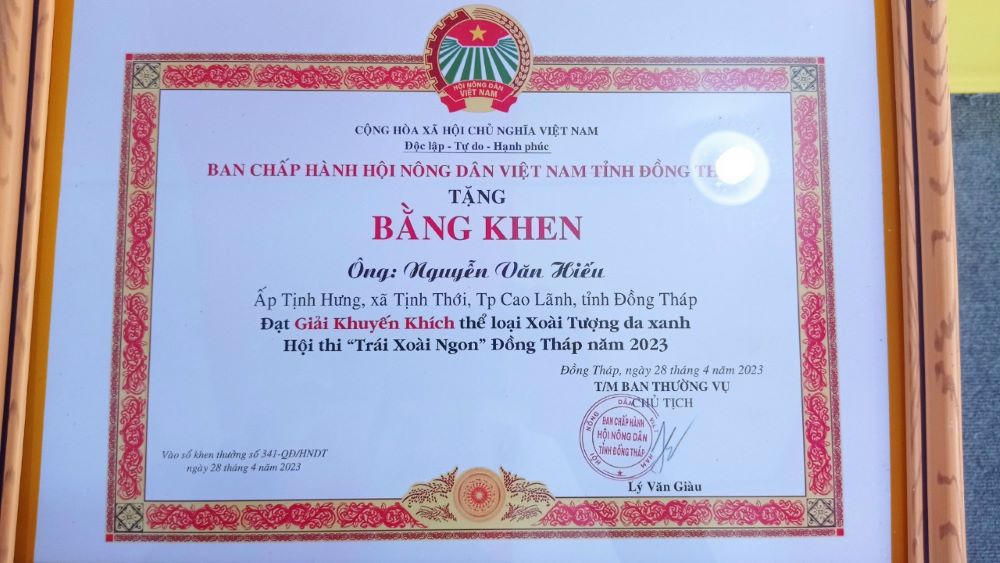 HỘI NÔNG DÂN
VIỆT NAM
CỘNG HÒA XÃ HỘI CHỦ NGHĨA VIỆT NAM
Độc lập - Tự do - Hạnh phúc
BAN CHẤP HÀNH HỘI NÔNG DÂN VIỆT NAM TỈNH ĐỒNG
TẶNG
BẰNG KHEN
Ông: Nguyễn Văn Hiếu
Ấp Tịnh Hưng, xã Tịnh Thới, Tp Cao Lãnh, tỉnh Đồng Tháp
Đạt Giải Khuyến Khích thể loại Xoài Tượng da xanh
Hội thi “Trái Xoài Ngon” Đồng Tháp năm 2023
Đồng Tháp, ngày 28 tháng 4 năm 2023
T/M BAN THƯỜNG VỤ
CHỦ TỊCH
HỘI NÔNG DÂN VIỆT NAM
BAN CHẤP HÀNH
HỘI NÔNG DÂN
TỈNH ĐỒNG THÁP
Vào sổ khen thưởng số 341-QĐ/HNDT
ngày 28 tháng 4 năm 2023
Lý Văn Giàu